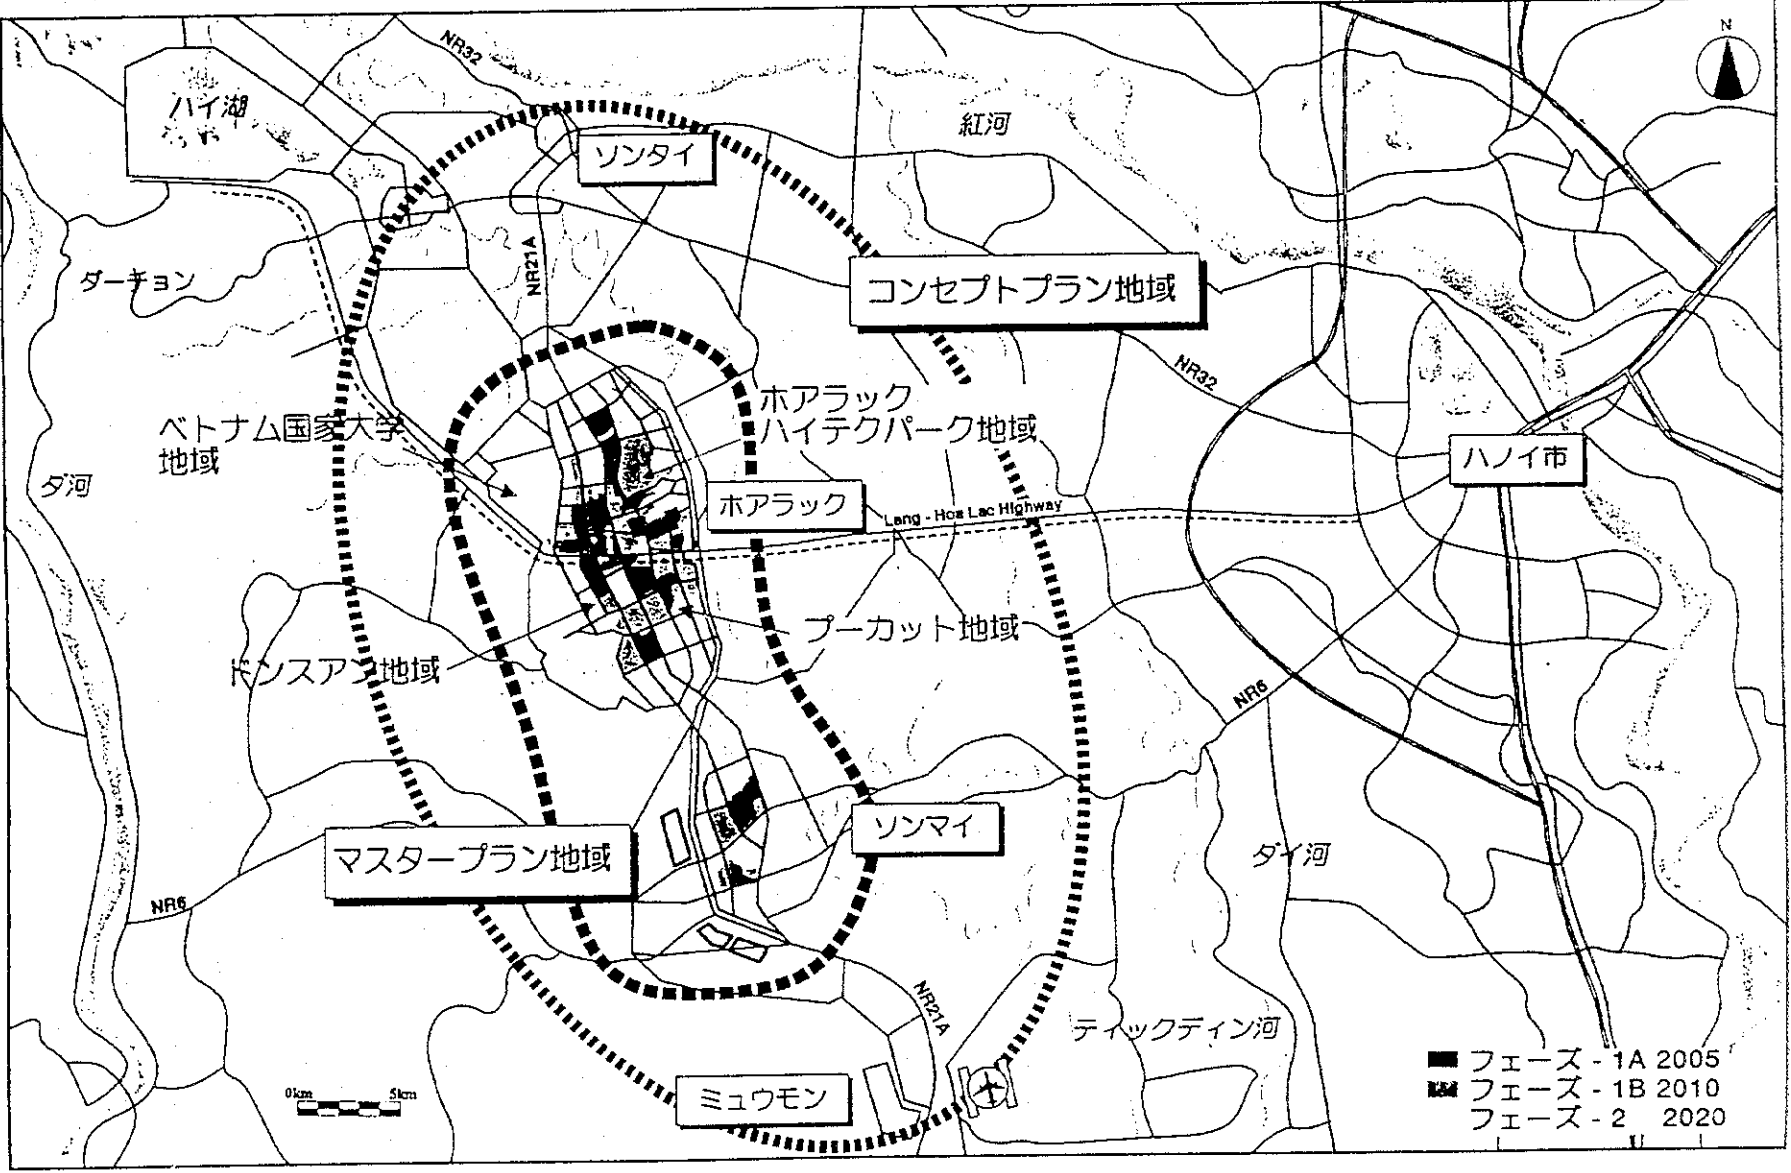 N
NR32
ハイ湖
紅河
ソンタイ
NR21A
ダーチョン
コンセプトプラン地域
NR32
ホアラック
ハイテクパーク地域
ベトナム国家大学
地域
ハノイ市
ダ河
ホアラック
Lang - Hoa Lac Highway
プーカット地域
ドンスアン地域
NR6
ソンマイ
マスタープラン地域
ダイ河
NR6
NR21A
ティックディン河
ミュウモン
0km 5km
フェーズ - 1A 2005
フェーズ - 1B 2010
フェーズ - 2 2020